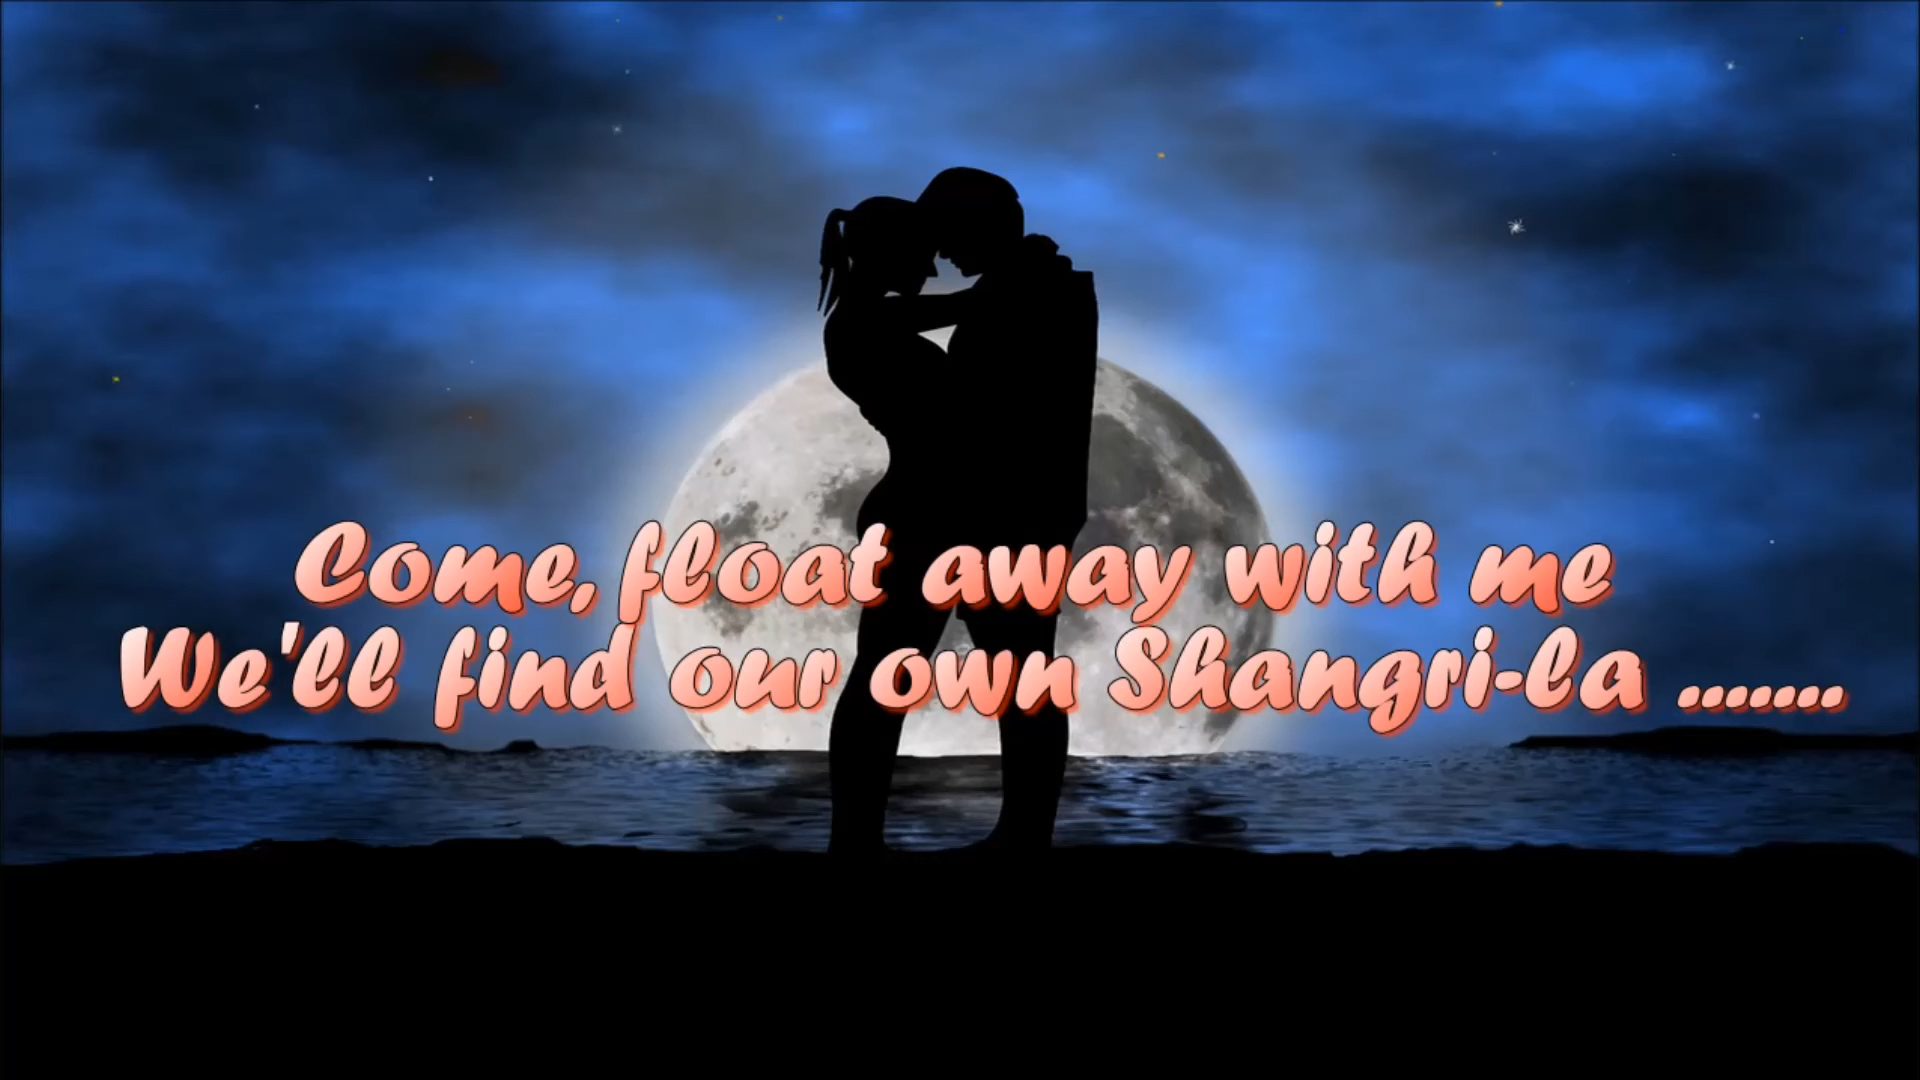 Come, float away with me
We'll find our own Shangri-la .......